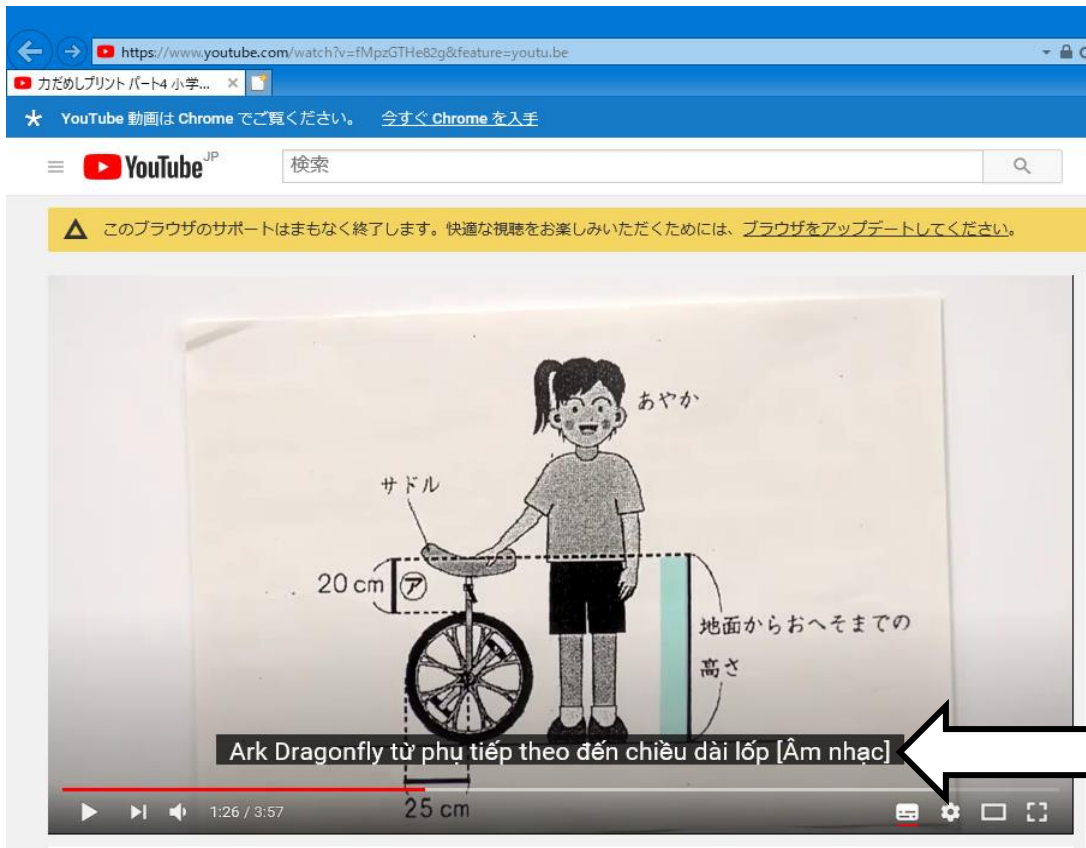 https://www.youtube.com/watch?v=fMpzGTHe82g&feature=youtu.be
力だめしプリント パート4 小学...
YouTube 動画は Chrome でご覧ください。 今すぐ Chrome を入手
YouTube JP
検索
このブラウザのサポートはまもなく終了します。快適な視聴をお楽しみいただくためには、ブラウザをアップデートしてください。
あやか
サドル
20 cm ㋐
地面からおへそまでの
高さ
Ark Dragonfly từ phụ tiếp theo đến chiều dài lốp [Âm nhạc]
25 cm
1:26 / 3:57